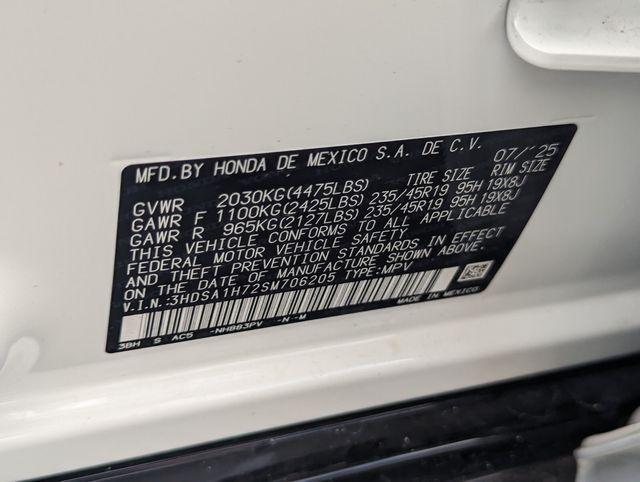 MFD.BY HONDA DE MEXICO S.A. DE C.V. 07/'25
GVWR 2030KG(4475LBS) TIRE SIZE RIM SIZE
GAWR F 1100KG(2425LBS) 235/45R19 95H 19X8J
GAWR R 965KG(2127LBS) 235/45R19 95H 19X8J
THIS VEHICLE CONFORMS TO ALL APPLICABLE
FEDERAL MOTOR VEHICLE SAFETY
AND THEFT PREVENTION STANDARDS IN EFFECT
ON THE DATE OF MANUFACTURE SHOWN ABOVE.
V.I.N.:3HDSA1H72SM706205 TYPE:MPV
MADE IN MEXICO
3BH S AC5 -NH883PV -N -M